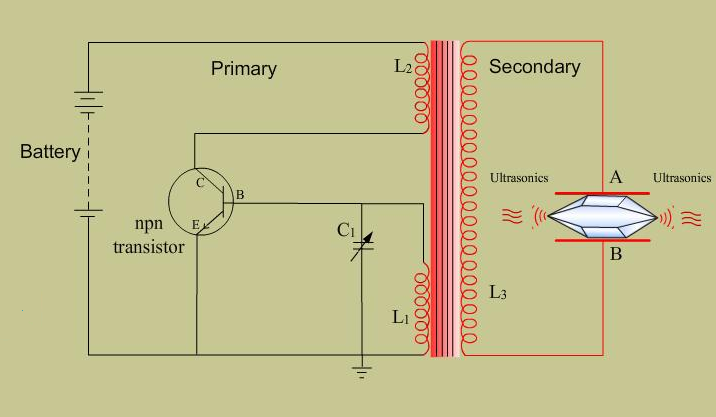 Primary
L2
Secondary
Battery
C
B
E
npn
transistor
C1
L1
L3
Ultrasonics
A
Ultrasonics
B